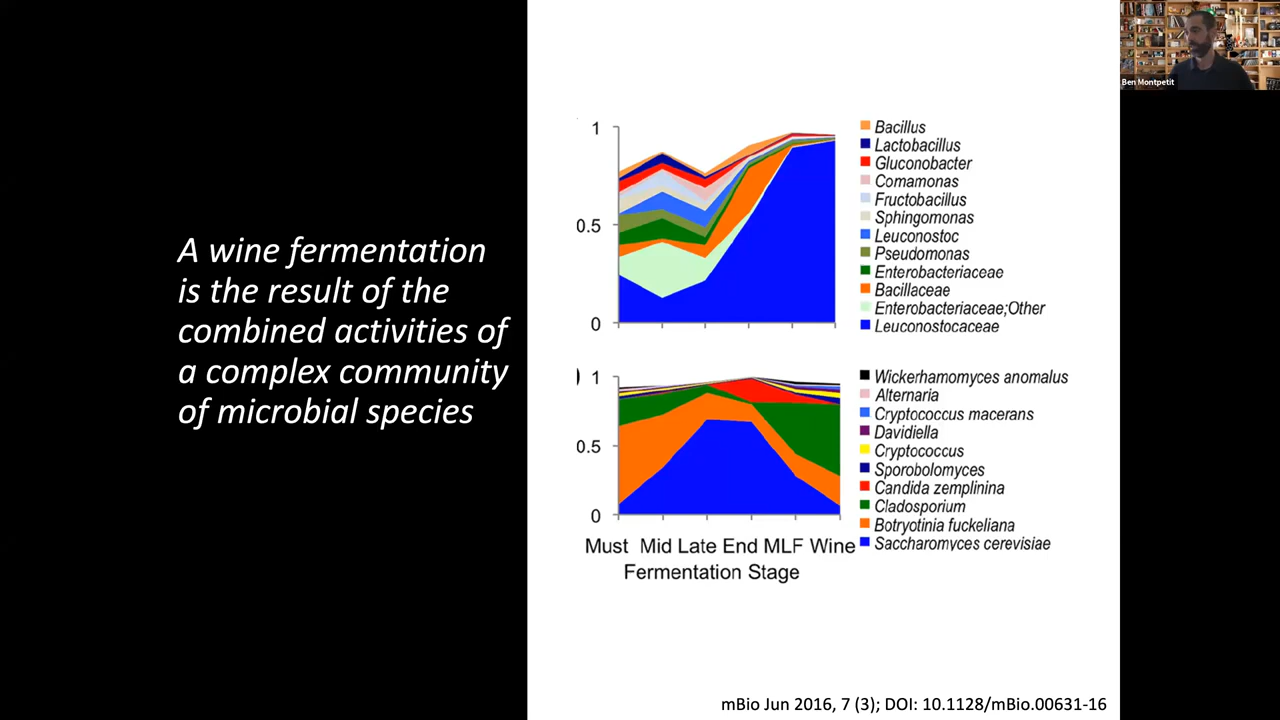 A wine fermentation
is the result of the
combined activities of
a complex community
of microbial species
Ben Montpetit
1
0.5
0
Bacillus
Lactobacillus
Gluconobacter
Comamonas
Fructobacillus
Sphingomonas
Leuconostoc
Pseudomonas
Enterobacteriaceae
Bacillaceae
Enterobacteriaceae;Other
Leuconostocaceae
1
0.5
0
Wickerhamomyces anomalus
Alternaria
Cryptococcus macerans
Davidiella
Cryptococcus
Sporobolomyces
Candida zemplinina
Cladosporium
Botryotinia fuckeliana
Saccharomyces cerevisiae
Must Mid Late End MLF Wine
Fermentation Stage
mBio Jun 2016, 7 (3); DOI: 10.1128/mBio.00631-16